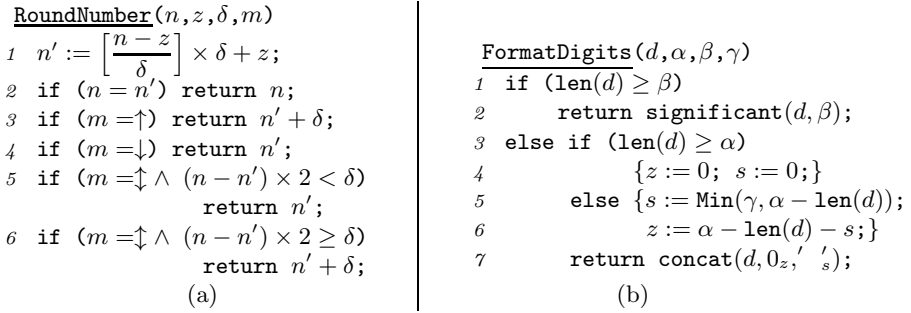 RoundNumber(n,z,δ,m)
1 n′ := [n − z / δ] × δ + z;
2 if (n = n′) return n;
3 if (m =↑) return n′ + δ;
4 if (m =↓) return n′;
5 if (m =↕ ∧ (n − n′) × 2 < δ)
return n′;
6 if (m =↕ ∧ (n − n′) × 2 ≥ δ)
return n′ + δ;
(a)
FormatDigits(d,α,β,γ)
1 if (len(d) ≥ β)
2 return significant(d, β);
3 else if (len(d) ≥ α)
4 {z := 0; s := 0;}
5 else {s := Min(γ, α − len(d));
6 z := α − len(d) − s;}
7 return concat(d, 0_z,′ ′_s);
(b)